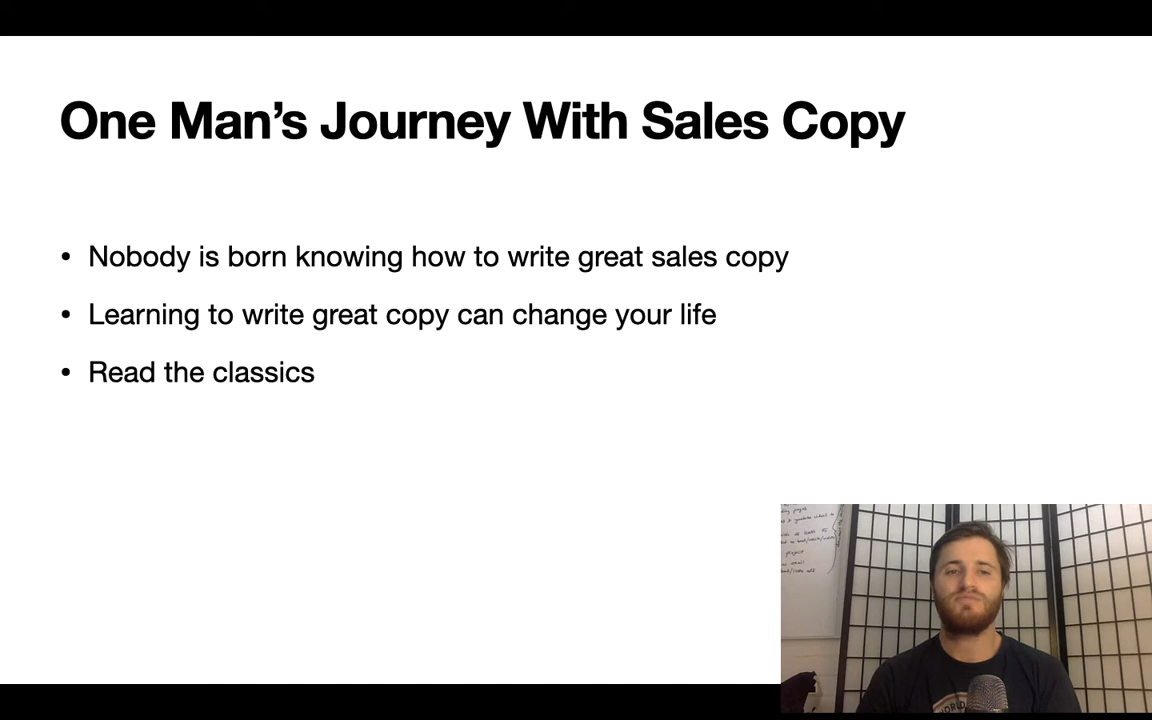 One Man’s Journey With Sales Copy
• Nobody is born knowing how to write great sales copy
• Learning to write great copy can change your life
• Read the classics
project